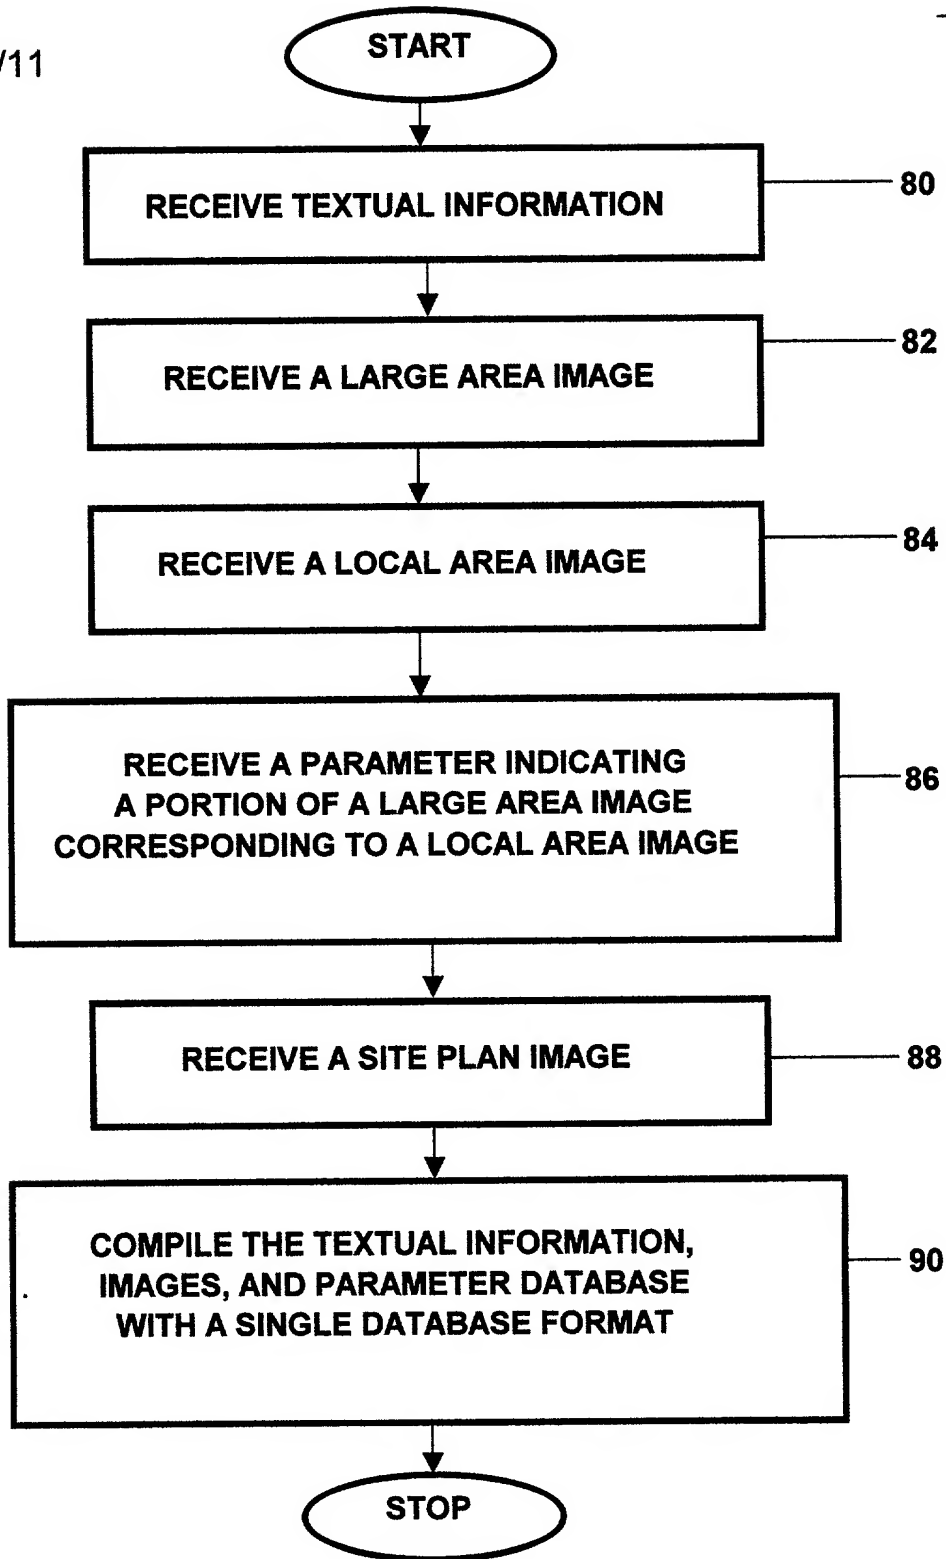 /11
START
RECEIVE TEXTUAL INFORMATION
80
RECEIVE A LARGE AREA IMAGE
82
RECEIVE A LOCAL AREA IMAGE
84
RECEIVE A PARAMETER INDICATING
A PORTION OF A LARGE AREA IMAGE
CORRESPONDING TO A LOCAL AREA IMAGE
86
RECEIVE A SITE PLAN IMAGE
88
COMPILE THE TEXTUAL INFORMATION,
IMAGES, AND PARAMETER DATABASE
WITH A SINGLE DATABASE FORMAT
90
STOP